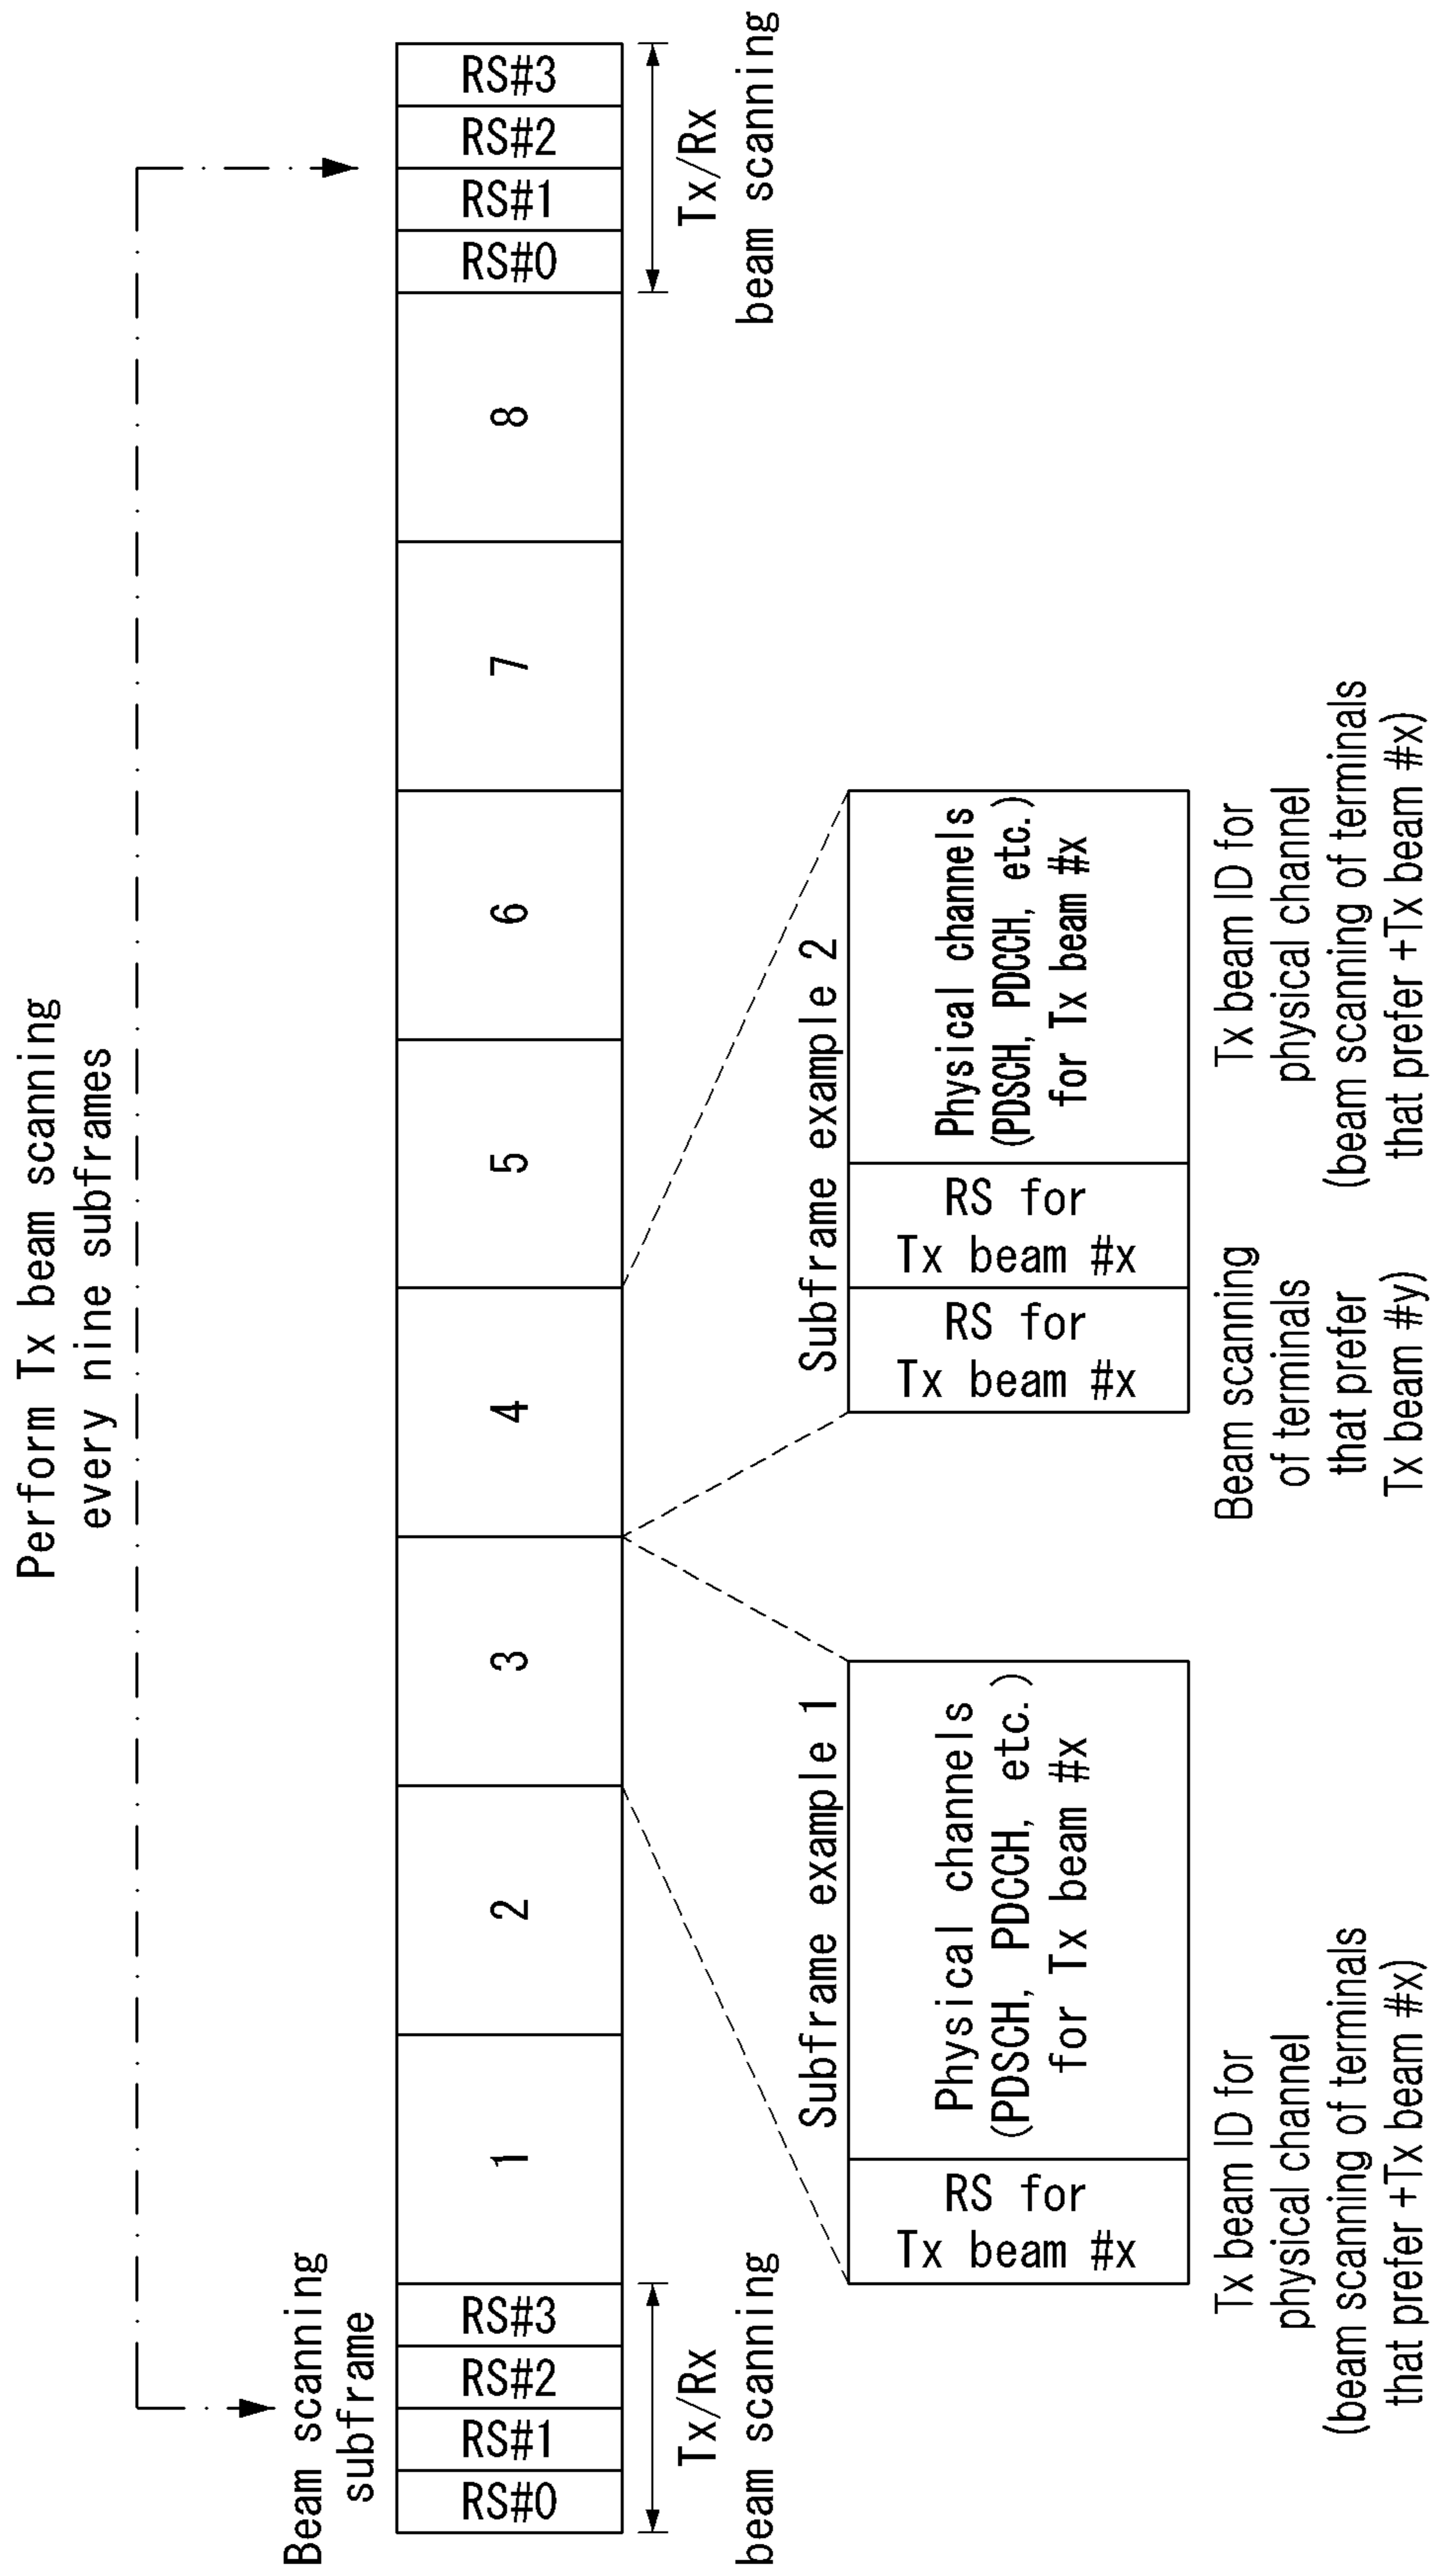 Perform Tx beam scanning
every nine subframes
Beam scanning
subframe
RS#0
RS#1
RS#2
RS#3
1
2
3
4
5
6
7
8
RS#0
RS#1
RS#2
RS#3
Tx/Rx
beam scanning
Tx/Rx
beam scanning
Subframe example 1
RS for
Tx beam #x
Physical channels
(PDSCH, PDCCH, etc.)
for Tx beam #x
Tx beam ID for
physical channel
(beam scanning of terminals
that prefer +Tx beam #x)
Subframe example 2
RS for
Tx beam #x
RS for
Tx beam #x
Physical channels
(PDSCH, PDCCH, etc.)
for Tx beam #x
Beam scanning
of terminals
that prefer
Tx beam #y)
Tx beam ID for
physical channel
(beam scanning of terminals
that prefer +Tx beam #x)